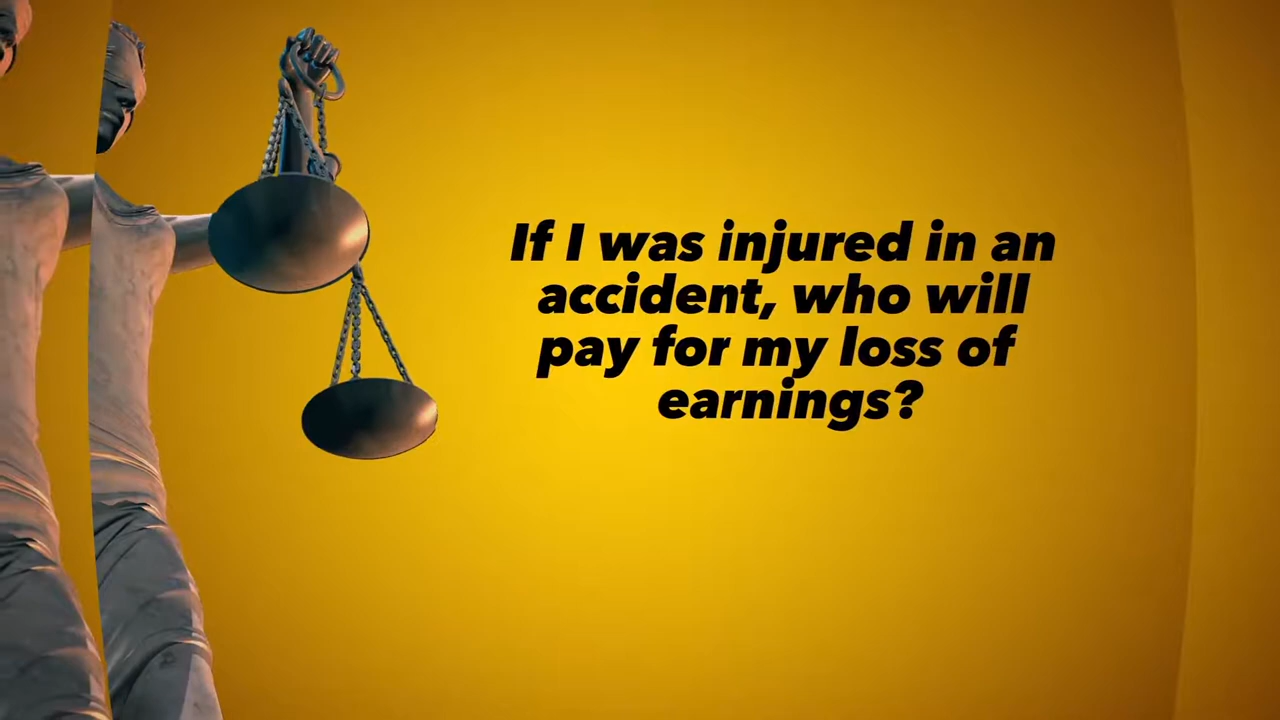 If I was injured in an
accident, who will
pay for my loss of
earnings?